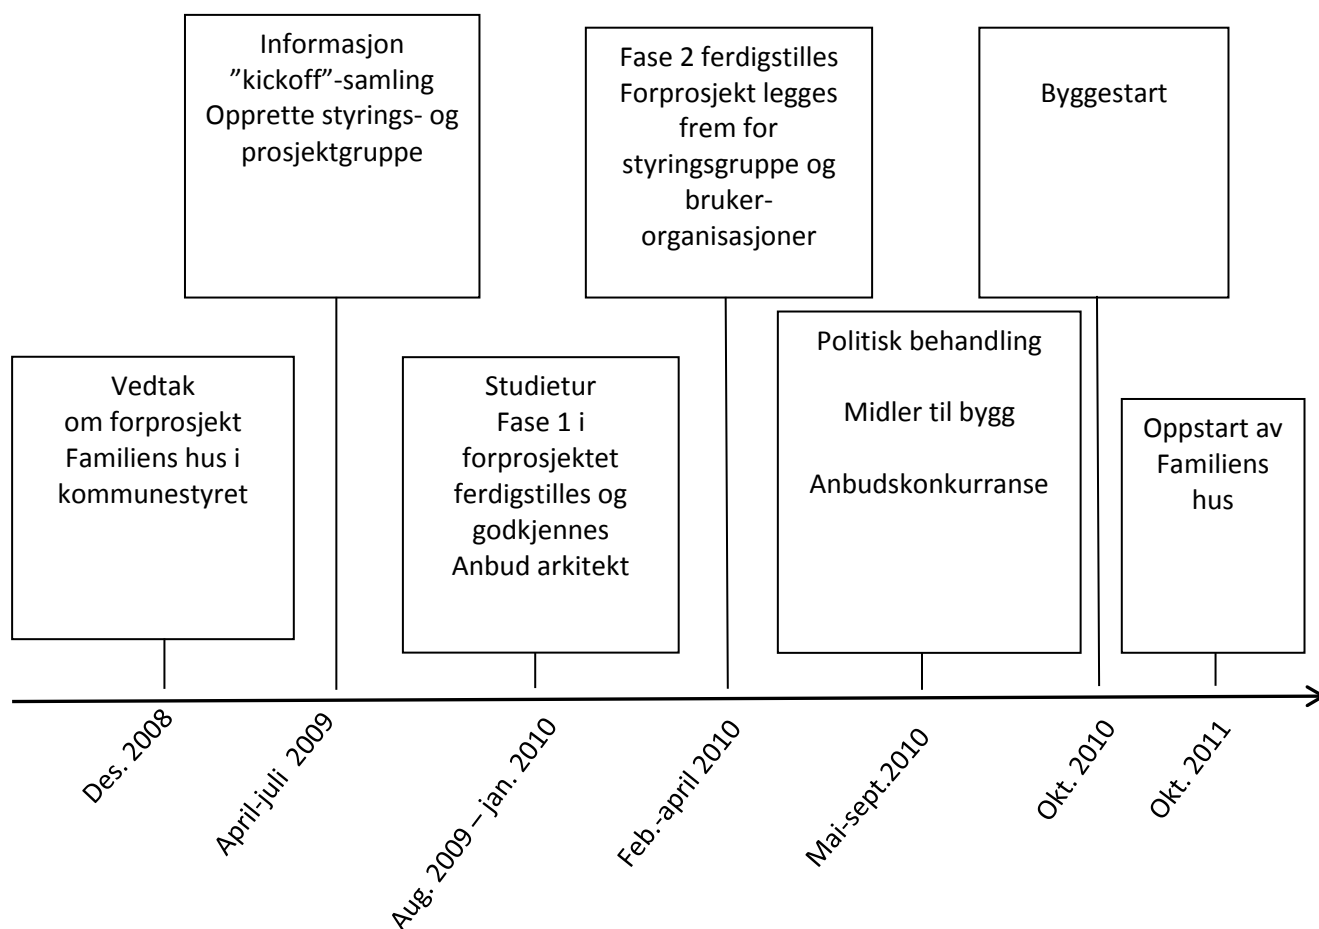 Informasjon
”kickoff”-samling
Opprette styrings- og
prosjektgruppe
Fase 2 ferdigstilles
Forprosjekt legges
frem for
styringsgruppe og
bruker-
organisasjoner
Byggestart
Vedtak
om forprosjekt
Familiens hus i
kommunestyret
Studietur
Fase 1 i
forprosjektet
ferdigstilles og
godkjennes
Anbud arkitekt
Politisk behandling
Midler til bygg
Anbudskonkurranse
Oppstart av
Familiens
hus
Des. 2008
April-juli 2009
Aug. 2009 – jan. 2010
Feb.-april 2010
Mai-sept.2010
Okt. 2010
Okt. 2011